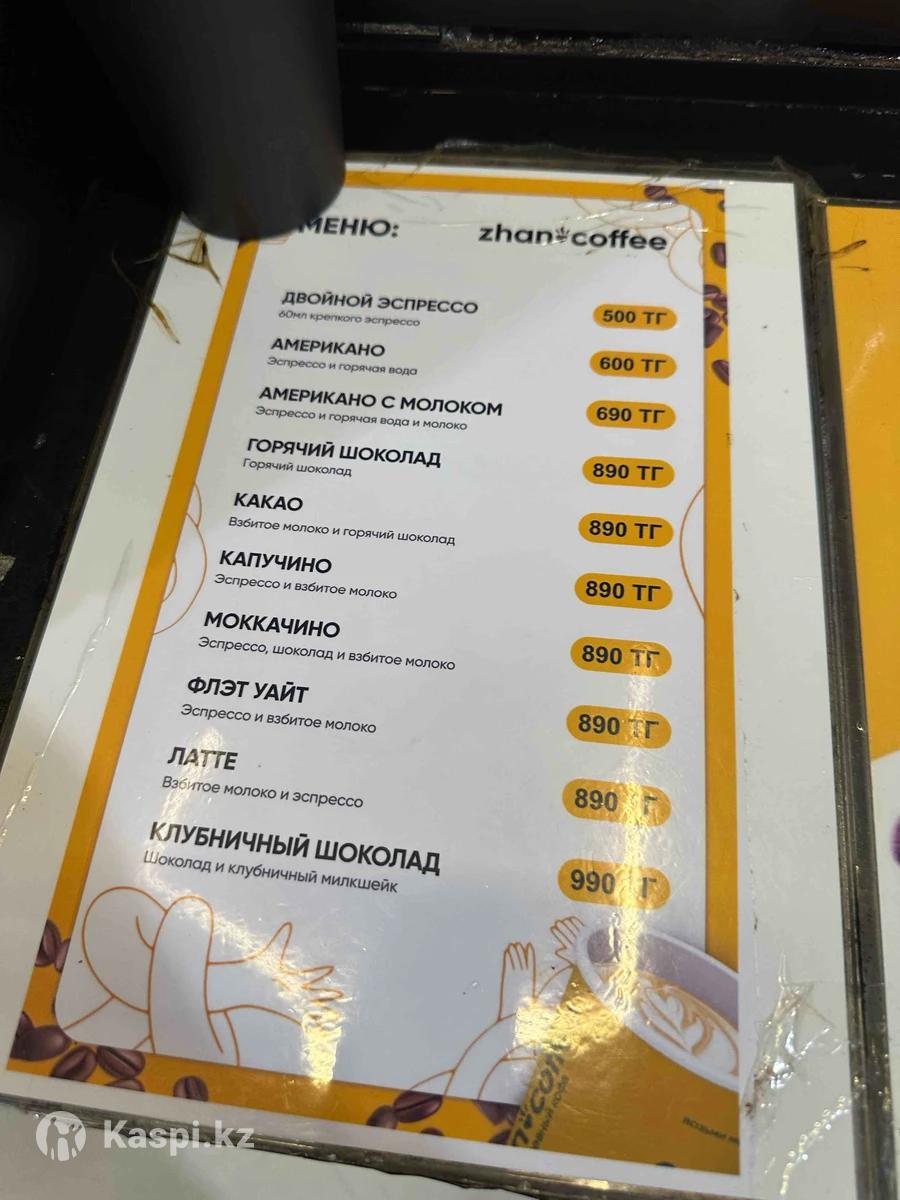 МЕНЮ:
zhan coffee
ДВОЙНОЙ ЭСПРЕССО
60мл крепкого эспрессо
500 ТГ
АМЕРИКАНО
Эспрессо и горячая вода
600 ТГ
АМЕРИКАНО С МОЛОКОМ
Эспрессо и горячая вода и молоко
690 ТГ
ГОРЯЧИЙ ШОКОЛАД
Горячий шоколад
890 ТГ
КАКАО
Взбитое молоко и горячий шоколад
890 ТГ
КАПУЧИНО
Эспрессо и взбитое молоко
890 ТГ
МОККАЧИНО
Эспрессо, шоколад и взбитое молоко
890 ТГ
ФЛЭТ УАЙТ
Эспрессо и взбитое молоко
890 ТГ
ЛАТТЕ
Взбитое молоко и эспрессо
890 ТГ
КЛУБНИЧНЫЙ ШОКОЛАД
Шоколад и клубничный милкшейк
990 ТГ
Kaspi.kz